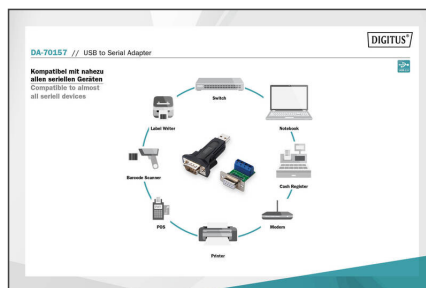 DIGITUS®
DA-70157 // USB to Serial Adapter
Kompatibel mit nahezu
allen seriellen Geräten
Compatible to almost
all seriell devices
Switch
Label Writer
Notebook
Barcode Scanner
Cash Register
POS
Modem
Printer